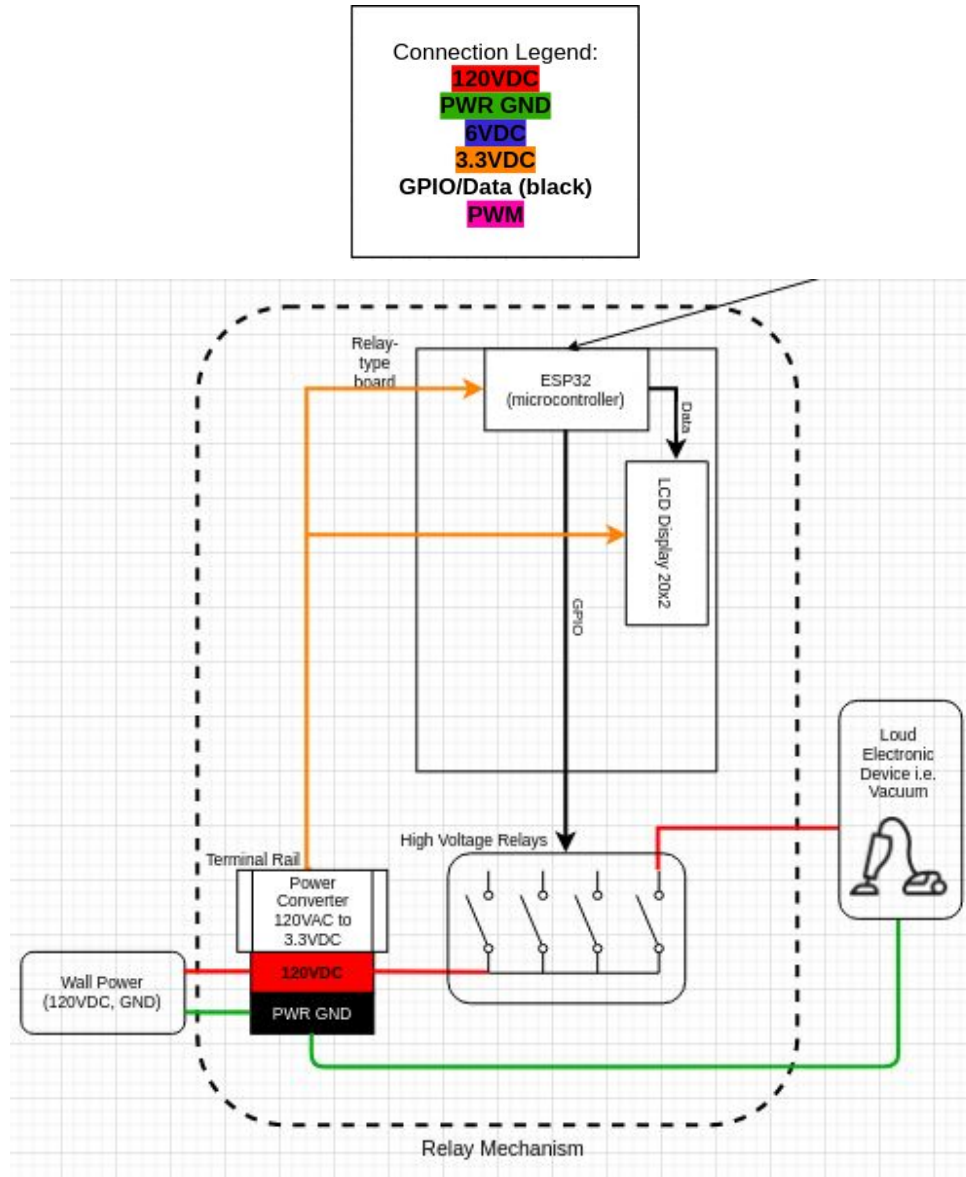 Connection Legend:
120VDC
PWR GND
6VDC
3.3VDC
GPIO/Data (black)
PWM
Relay-
type
board
ESP32
(microcontroller)
Data
LCD Display 20x2
GPIO
Loud
Electronic
Device i.e.
Vacuum
High Voltage Relays
Terminal Rail
Power
Converter
120VAC to
3.3VDC
120VDC
Wall Power
(120VDC, GND)
PWR GND
Relay Mechanism